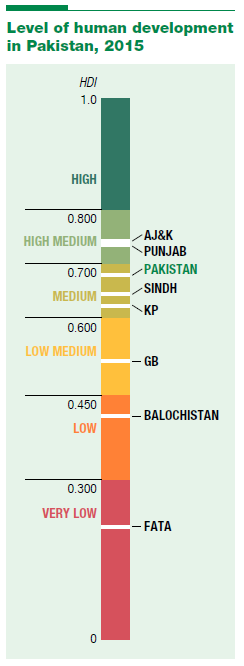 Level of human development
in Pakistan, 2015
HDI
1.0
HIGH
0.800
HIGH MEDIUM
AJ&K
PUNJAB
PAKISTAN
0.700
SINDH
MEDIUM
KP
0.600
LOW MEDIUM
GB
0.450
BALOCHISTAN
LOW
0.300
VERY LOW
FATA
0